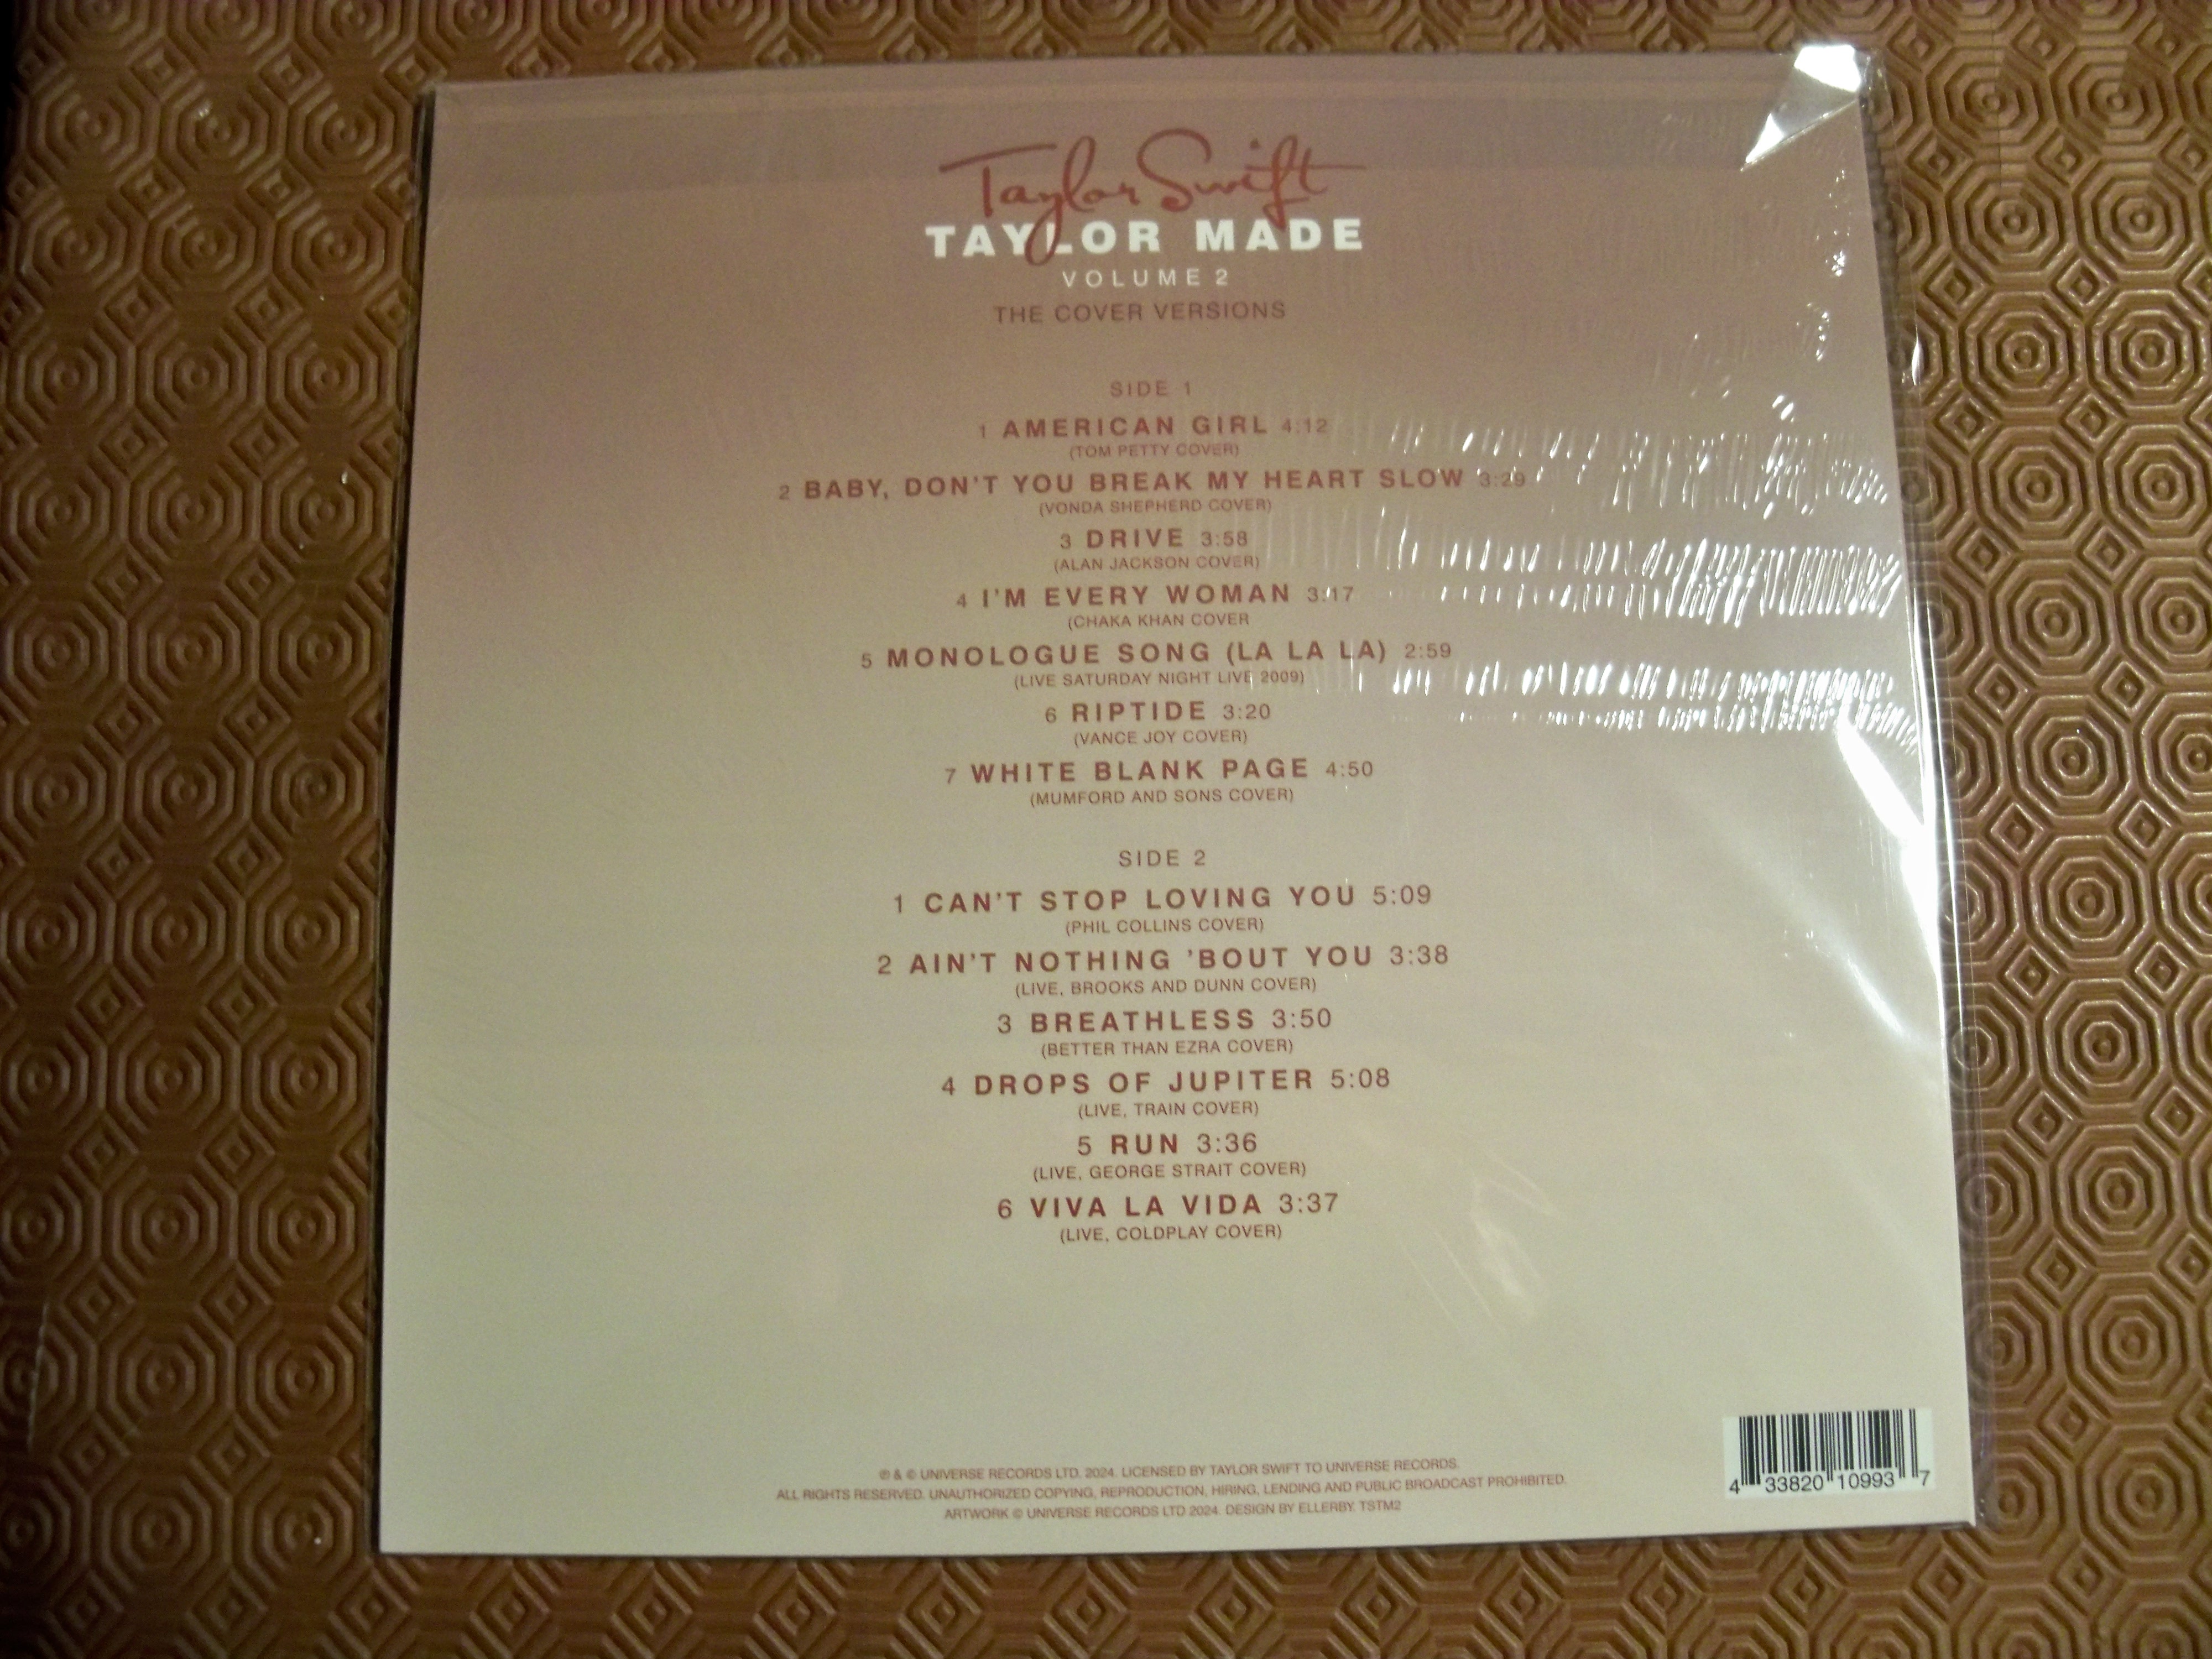 Taylor Swift
TAYLOR MADE
VOLUME 2
THE COVER VERSIONS
SIDE 1
1 AMERICAN GIRL 4:12
(TOM PETTY COVER)
2 BABY, DON'T YOU BREAK MY HEART SLOW 3:29
(VONDA SHEPHERD COVER)
3 DRIVE 3:58
(ALAN JACKSON COVER)
4 I'M EVERY WOMAN 3:17
(CHAKA KHAN COVER
5 MONOLOGUE SONG (LA LA LA) 2:59
(LIVE SATURDAY NIGHT LIVE 2009)
6 RIPTIDE 3:20
(VANCE JOY COVER)
7 WHITE BLANK PAGE 4:50
(MUMFORD AND SONS COVER)
SIDE 2
1 CAN'T STOP LOVING YOU 5:09
(PHIL COLLINS COVER)
2 AIN'T NOTHING 'BOUT YOU 3:38
(LIVE, BROOKS AND DUNN COVER)
3 BREATHLESS 3:50
(BETTER THAN EZRA COVER)
4 DROPS OF JUPITER 5:08
(LIVE, TRAIN COVER)
5 RUN 3:36
(LIVE, GEORGE STRAIT COVER)
6 VIVA LA VIDA 3:37
(LIVE, COLDPLAY COVER)
℗ & © UNIVERSE RECORDS LTD. 2024. LICENSED BY TAYLOR SWIFT TO UNIVERSE RECORDS.
ALL RIGHTS RESERVED. UNAUTHORIZED COPYING, REPRODUCTION, HIRING, LENDING AND PUBLIC BROADCAST PROHIBITED.
ARTWORK © UNIVERSE RECORDS LTD 2024. DESIGN BY ELLERBY. TSTM2
4 33820 10993 7